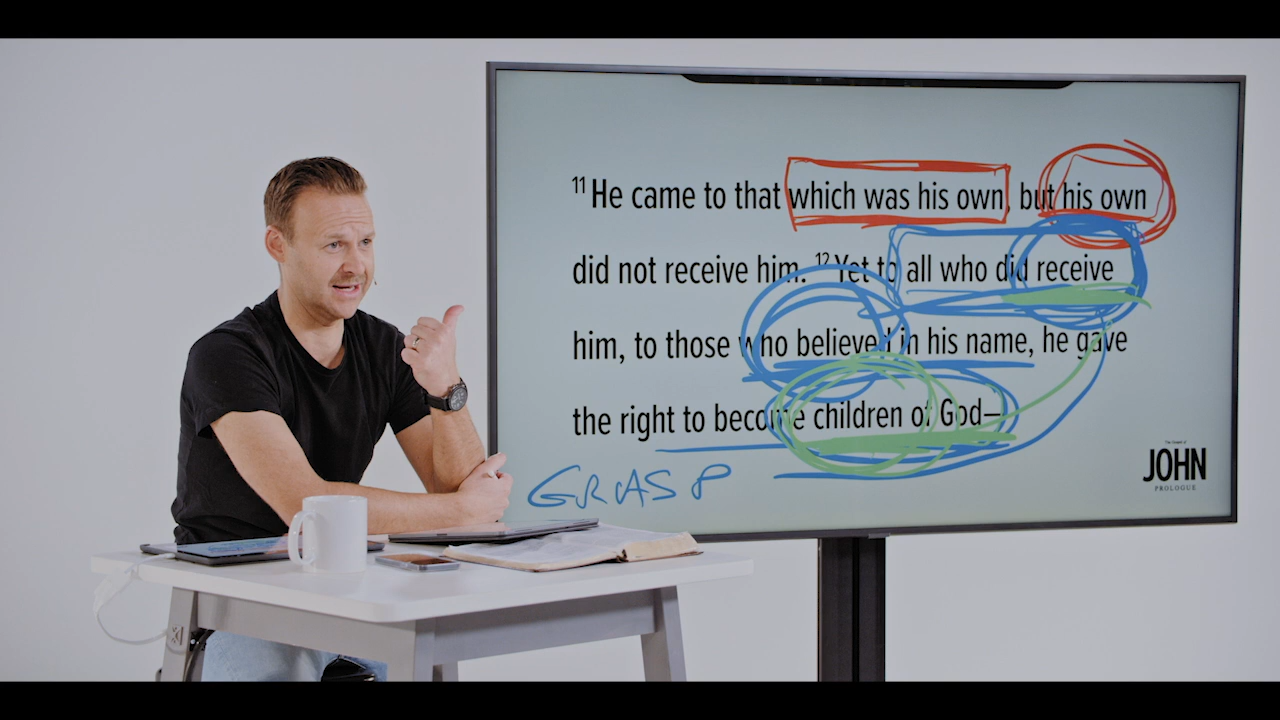 ¹¹ He came to that which was his own, but his own
did not receive him. ¹² Yet to all who did receive
him, to those who believed in his name, he gave
the right to become children of God—
GRASP
The Gospel of
JOHN
PROLOGUE